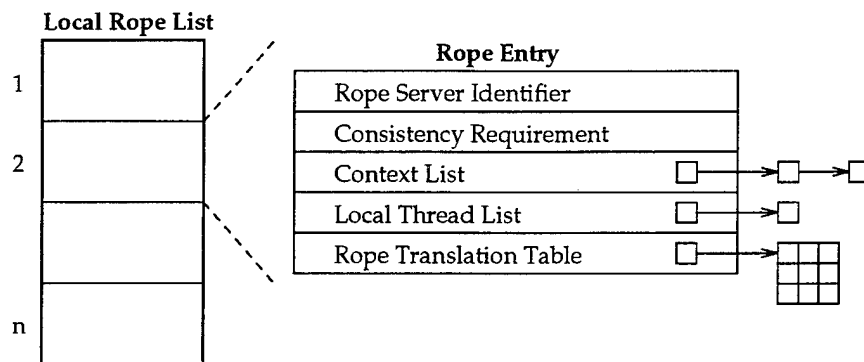 Local Rope List
1
2
n
Rope Entry
Rope Server Identifier
Consistency Requirement
Context List
Local Thread List
Rope Translation Table